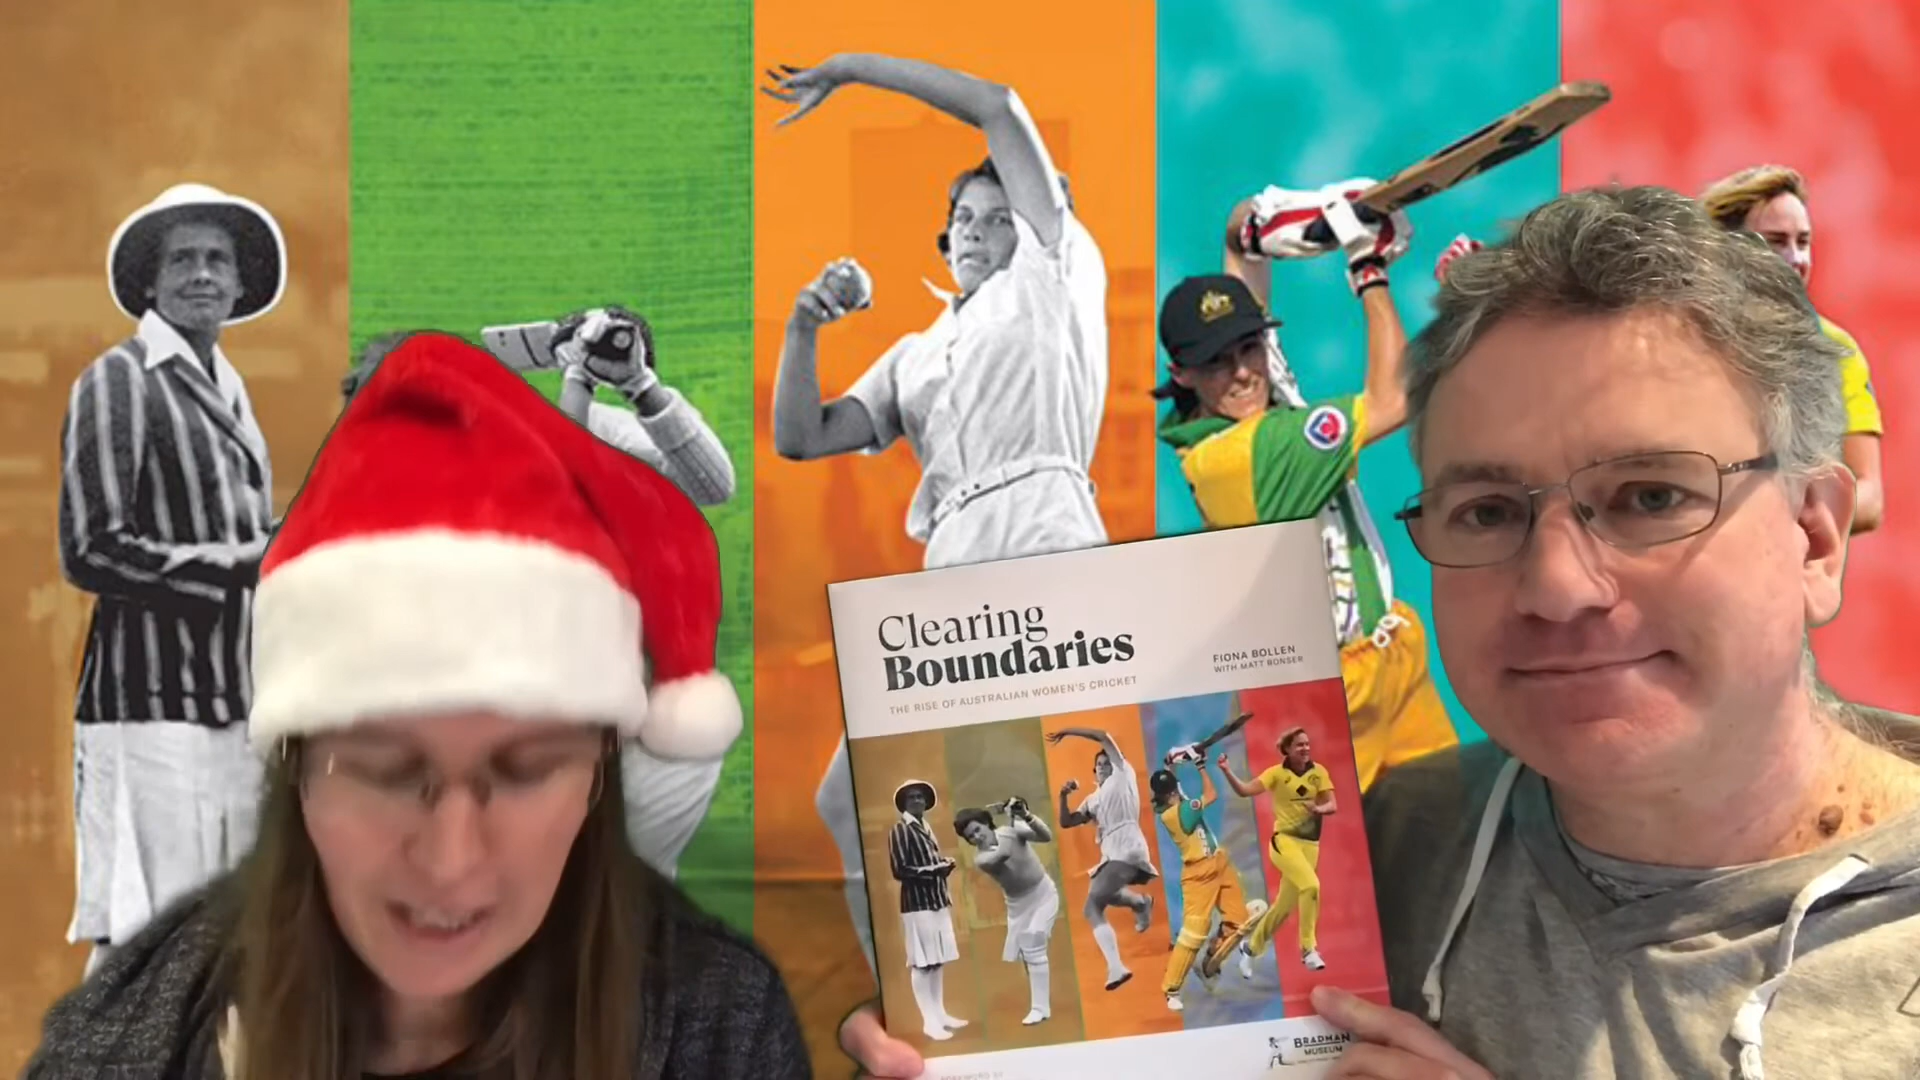 Clearing
Boundaries
THE RISE OF AUSTRALIAN WOMEN'S CRICKET
FIONA BOLLEN
WITH MATT BONSER
BRADMAN
MUSEUM